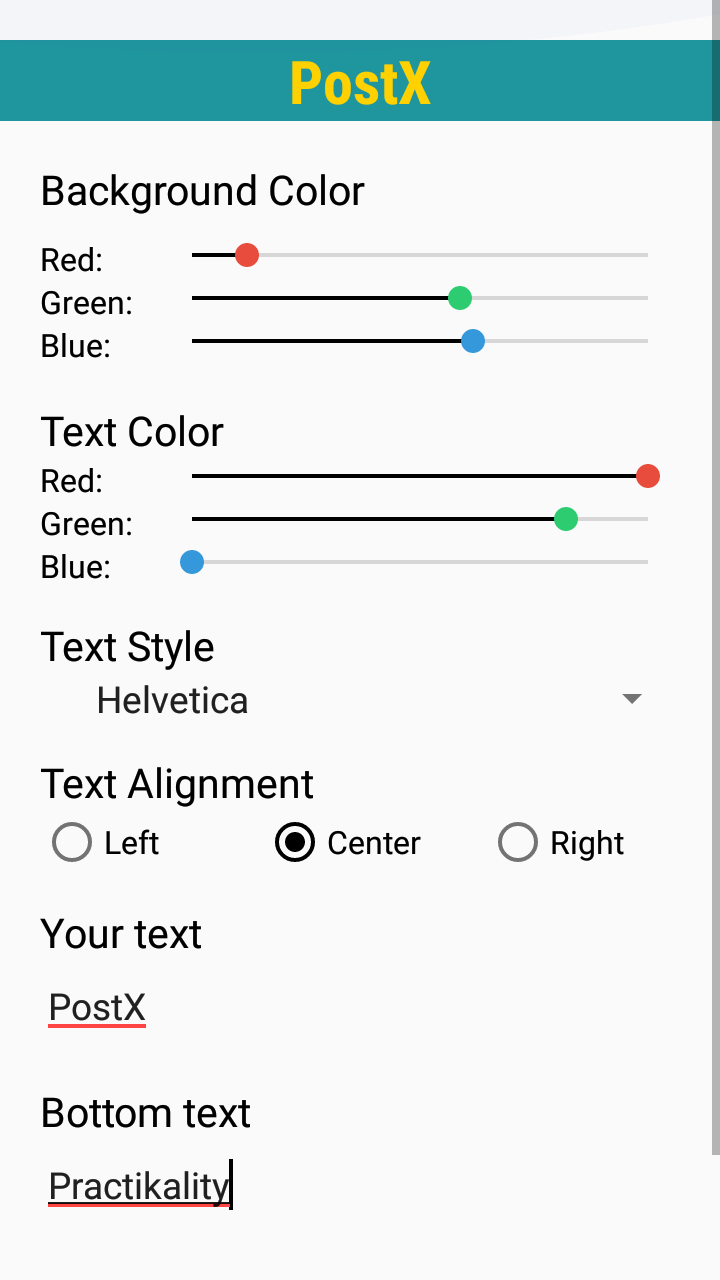 PostX
Background Color
Red:
Green:
Blue:
Text Color
Red:
Green:
Blue:
Text Style
Helvetica
Text Alignment
Left Center Right
Your text
PostX
Bottom text
Practikality